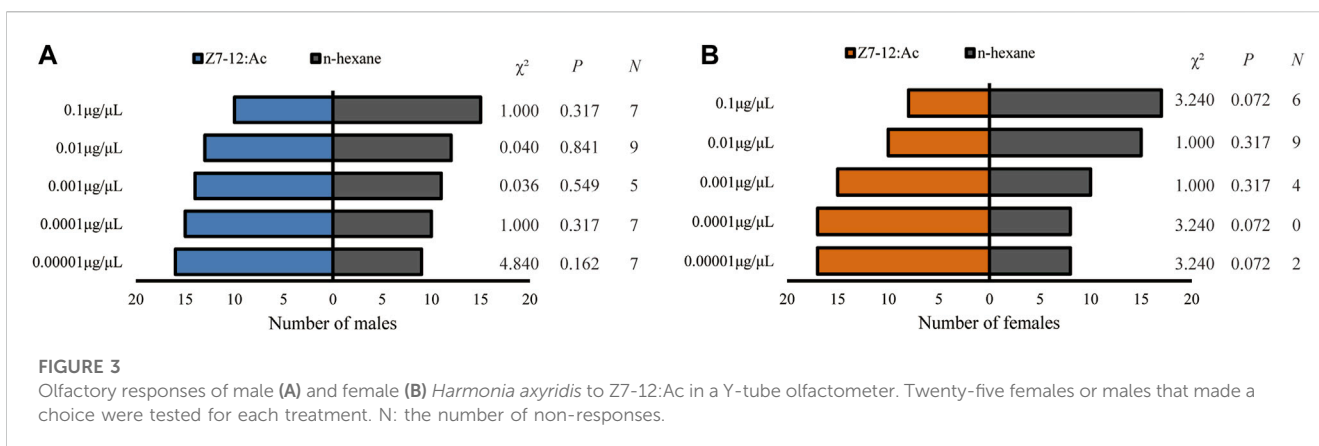 A
Z7-12:Ac n-hexane χ² P N
0.1μg/μL 1.000 0.317 7
0.01μg/μL 0.040 0.841 9
0.001μg/μL 0.036 0.549 5
0.0001μg/μL 1.000 0.317 7
0.00001μg/μL 4.840 0.162 7
20 15 10 5 0 5 10 15 20
Number of males
B
Z7-12:Ac n-hexane χ² P N
0.1μg/μL 3.240 0.072 6
0.01μg/μL 1.000 0.317 9
0.001μg/μL 1.000 0.317 4
0.0001μg/μL 3.240 0.072 0
0.00001μg/μL 3.240 0.072 2
20 15 10 5 0 5 10 15 20
Number of females
FIGURE 3
Olfactory responses of male (A) and female (B) Harmonia axyridis to Z7-12:Ac in a Y-tube olfactometer. Twenty-five females or males that made a
choice were tested for each treatment. N: the number of non-responses.